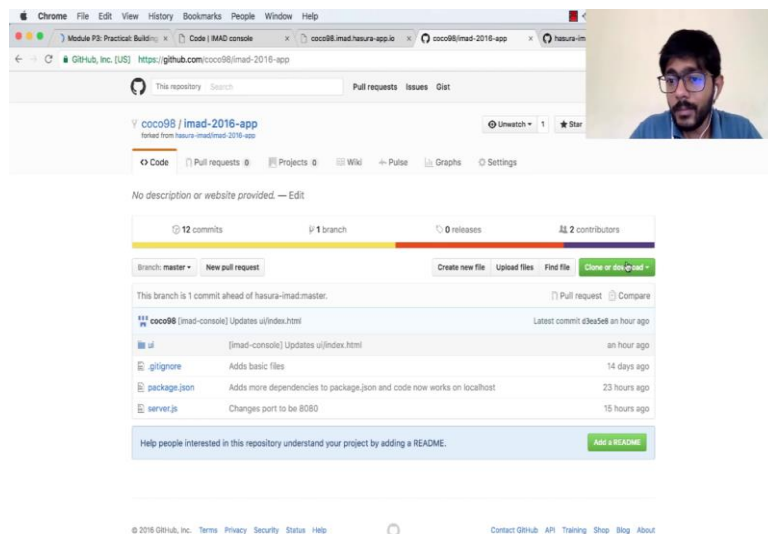 Chrome File Edit View History Bookmarks People Window Help
Module P3: Practical: Building
Code | IMAD console
coco98.imad.hasura-app.io
coco98/imad-2016-app
hasura-im
GitHub, Inc. [US] https://github.com/coco98/imad-2016-app
This repository Search Pull requests Issues Gist
coco98 / imad-2016-app
forked from hasura-imad/imad-2016-app
Unwatch 1 Star
Code Pull requests 0 Projects 0 Wiki Pulse Graphs Settings
No description or website provided. — Edit
12 commits 1 branch 0 releases 2 contributors
Branch: master New pull request Create new file Upload files Find file Clone or download
This branch is 1 commit ahead of hasura-imad:master. Pull request Compare
coco98 [imad-console] Updates ui/index.html Latest commit d3ea5e8 an hour ago
ui [imad-console] Updates ui/index.html an hour ago
.gitignore Adds basic files 14 days ago
package.json Adds more dependencies to package.json and code now works on localhost 23 hours ago
server.js Changes port to be 8080 15 hours ago
Help people interested in this repository understand your project by adding a README. Add a README
© 2016 GitHub, Inc. Terms Privacy Security Status Help Contact GitHub API Training Shop Blog About